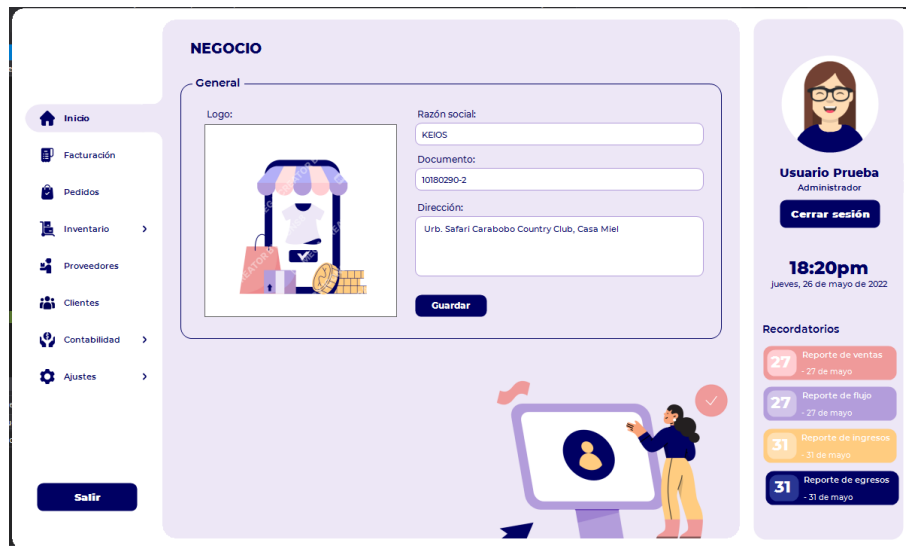 NEGOCIO
General
Logo:
Razón social:
KEIOS
Documento:
10180290-2
Dirección:
Urb. Safari Carabobo Country Club, Casa Miel
Guardar
Inicio
Facturación
Pedidos
Inventario
Proveedores
Clientes
Contabilidad
Ajustes
Salir
Usuario Prueba
Administrador
Cerrar sesión
18:20pm
jueves, 26 de mayo de 2022
Recordatorios
27
Reporte de ventas
- 27 de mayo
27
Reporte de flujo
- 27 de mayo
31
Reporte de ingresos
- 31 de mayo
31
Reporte de egresos
- 31 de mayo